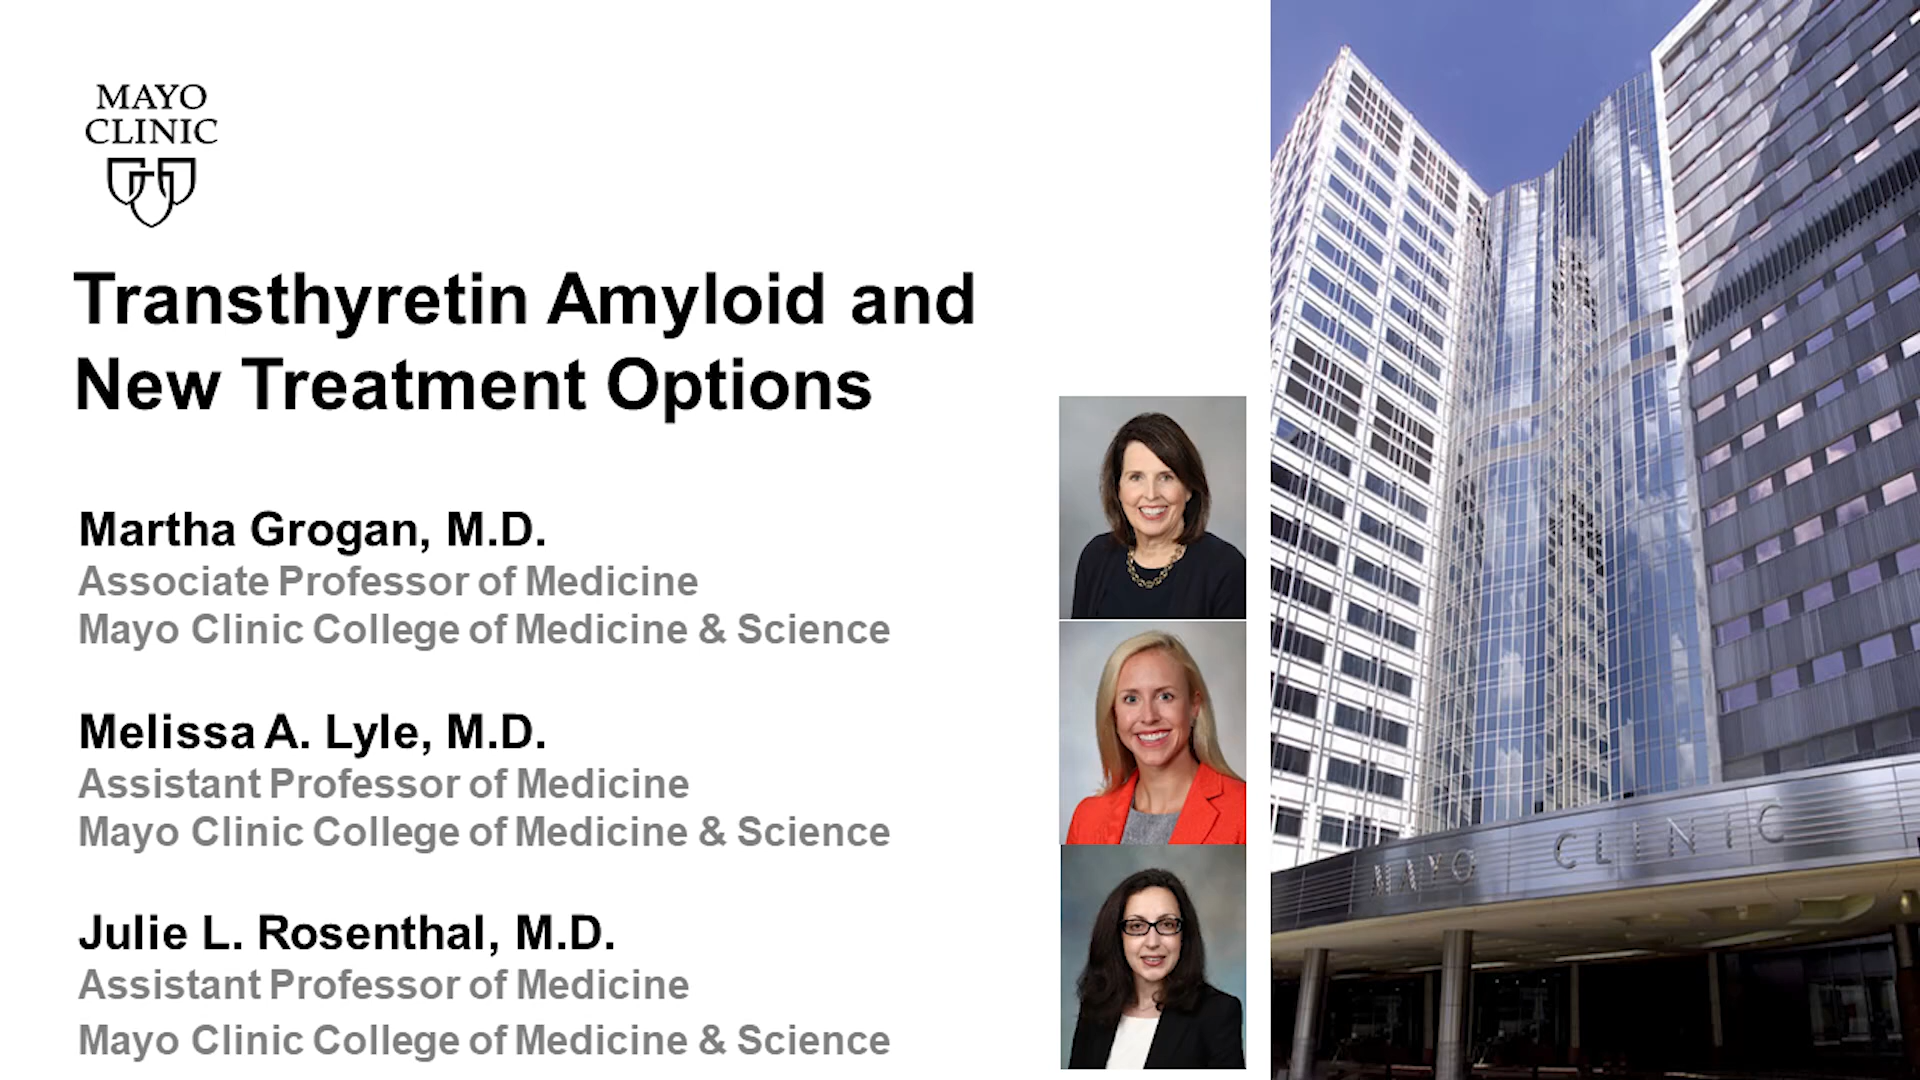 MAYO
CLINIC
Transthyretin Amyloid and
New Treatment Options
Martha Grogan, M.D.
Associate Professor of Medicine
Mayo Clinic College of Medicine & Science
Melissa A. Lyle, M.D.
Assistant Professor of Medicine
Mayo Clinic College of Medicine & Science
Julie L. Rosenthal, M.D.
Assistant Professor of Medicine
Mayo Clinic College of Medicine & Science
MAYO CLINIC